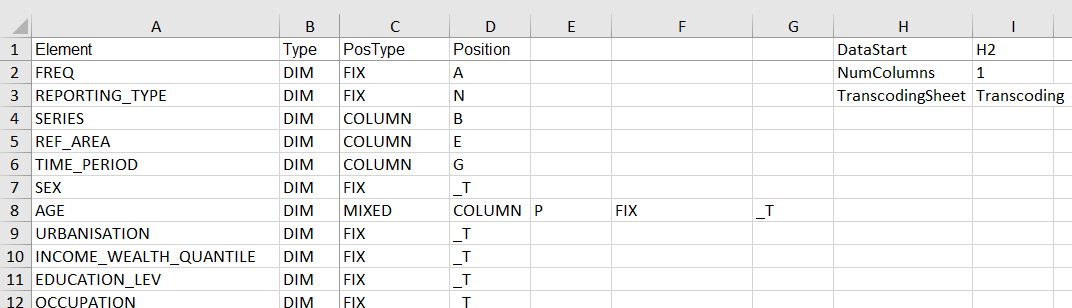 A B C D E F G H I
1 Element Type PosType Position DataStart H2
2 FREQ DIM FIX A NumColumns 1
3 REPORTING_TYPE DIM FIX N TranscodingSheet Transcoding
4 SERIES DIM COLUMN B
5 REF_AREA DIM COLUMN E
6 TIME_PERIOD DIM COLUMN G
7 SEX DIM FIX _T
8 AGE DIM MIXED COLUMN P FIX _T
9 URBANISATION DIM FIX _T
10 INCOME_WEALTH_QUANTILE DIM FIX _T
11 EDUCATION_LEV DIM FIX _T
12 OCCUPATION DIM FIX _T